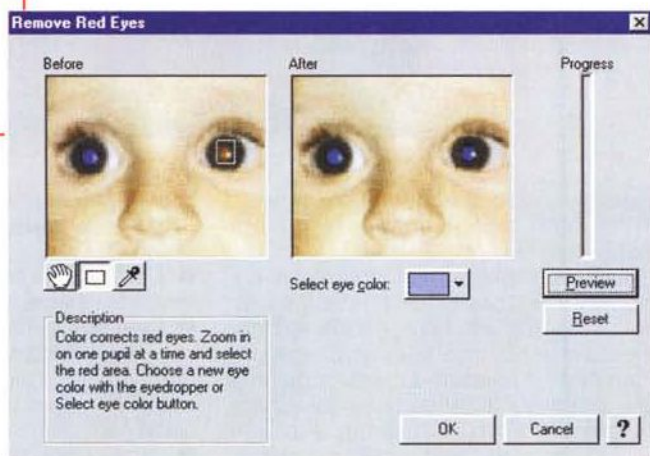 Remove Red Eyes
Before
After
Progress
Select eye color:
Preview
Reset
Description
Color corrects red eyes. Zoom in
on one pupil at a time and select
the red area. Choose a new eye
color with the eyedropper or
Select eye color button.
OK
Cancel
?